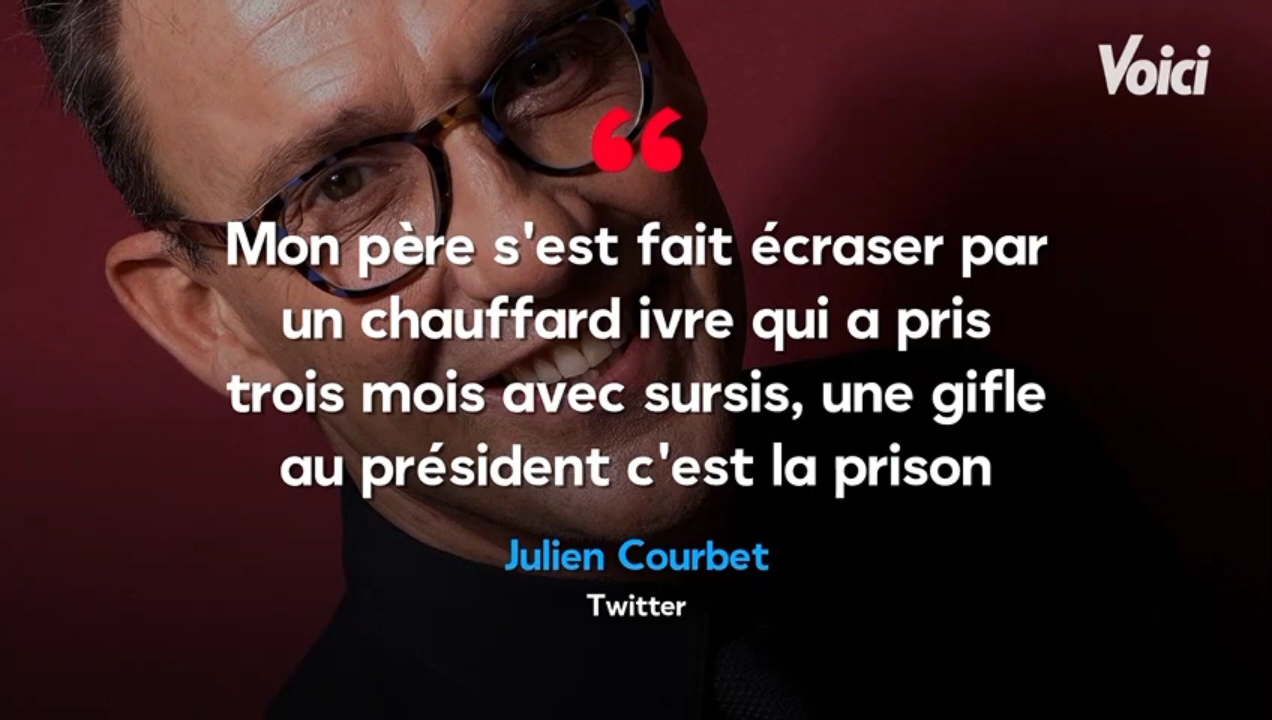 Voici
“
Mon père s'est fait écraser par
un chauffard ivre qui a pris
trois mois avec sursis, une gifle
au président c'est la prison
Julien Courbet
Twitter